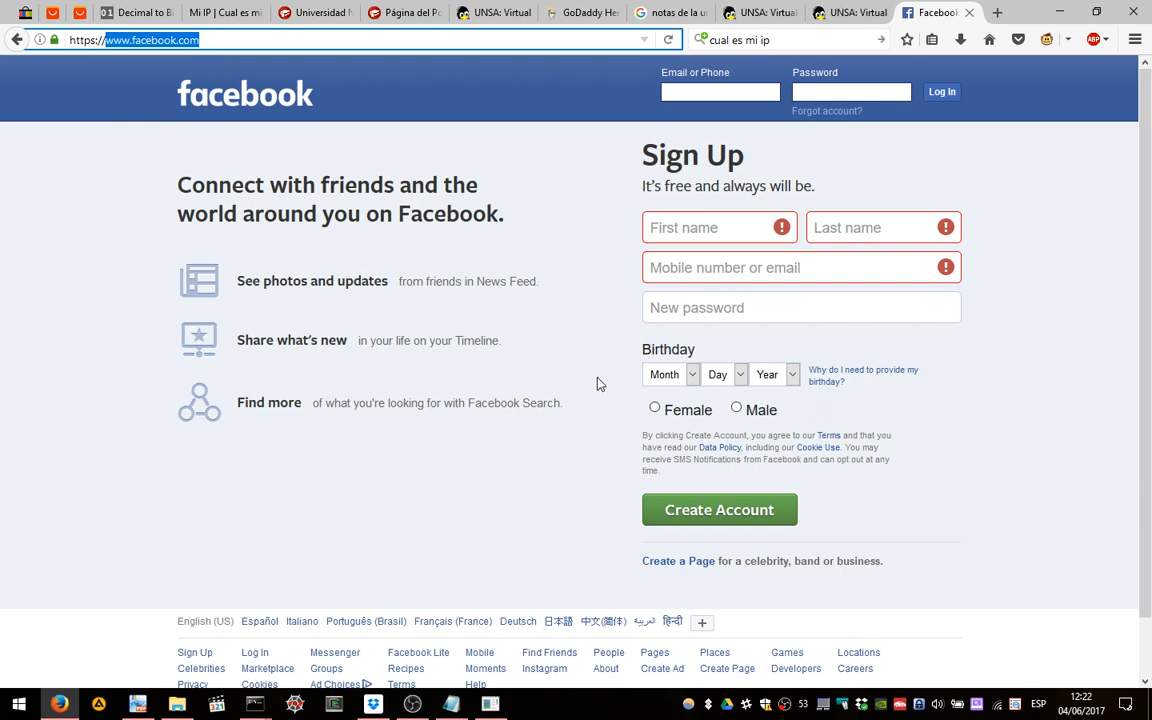 Decimal to B
Mi IP | Cual es mi
Universidad N
Página del Po
UNSA: Virtual
GoDaddy He
notas de la u
UNSA: Virtual
UNSA: Virtual
Facebook
https://www.facebook.com
cual es mi ip
ABP
facebook
Email or Phone
Password
Log In
Forgot account?
Connect with friends and the
world around you on Facebook.
See photos and updates from friends in News Feed.
Share what's new in your life on your Timeline.
Find more of what you're looking for with Facebook Search.
Sign Up
It's free and always will be.
First name
Last name
Mobile number or email
New password
Birthday
Month
Day
Year
Why do I need to provide my
birthday?
Female
Male
By clicking Create Account, you agree to our Terms and that you
have read our Data Policy, including our Cookie Use. You may
receive SMS Notifications from Facebook and can opt out at any
time.
Create Account
Create a Page for a celebrity, band or business.
English (US) Español Italiano Português (Brasil) Français (France) Deutsch 日本語 中文(简体) العربية हिन्दी +
Sign Up Log In Messenger Facebook Lite Mobile Find Friends People Pages Places Games Locations
Celebrities Marketplace Groups Recipes Moments Instagram About Create Ad Create Page Developers Careers
Privacy Cookies Ad Choices Terms Help
321
53
ESP
12:22
04/06/2017